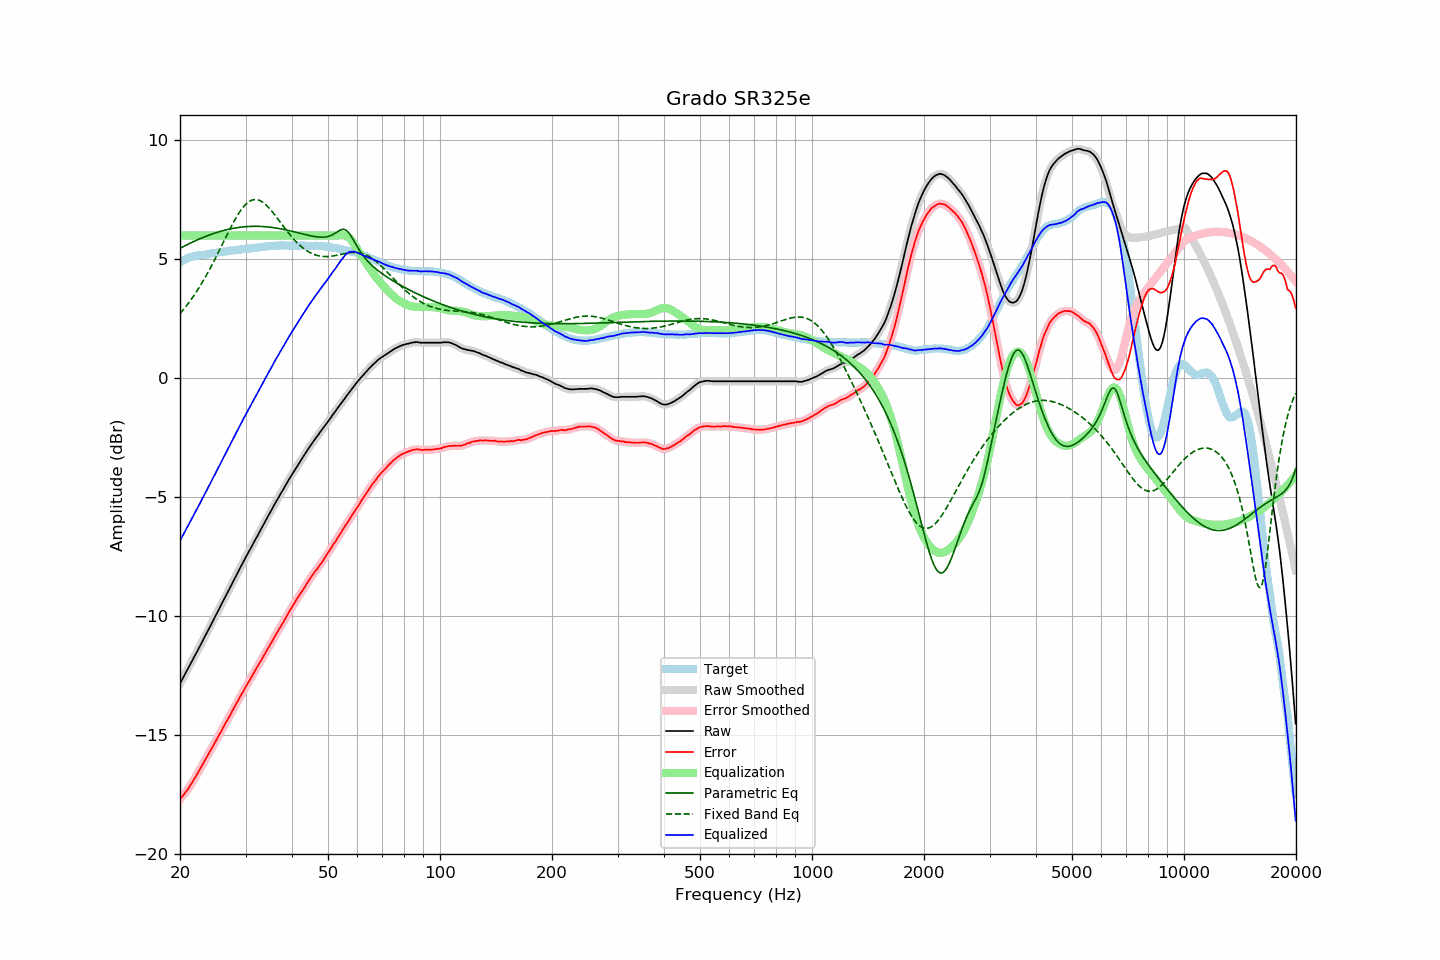 Grado SR325e
10
5
0
−5
−10
−15
−20
Amplitude (dBr)
Target
Raw Smoothed
Error Smoothed
Raw
Error
Equalization
Parametric Eq
Fixed Band Eq
Equalized
20 50 100 200 500 1000 2000 5000 10000 20000
Frequency (Hz)